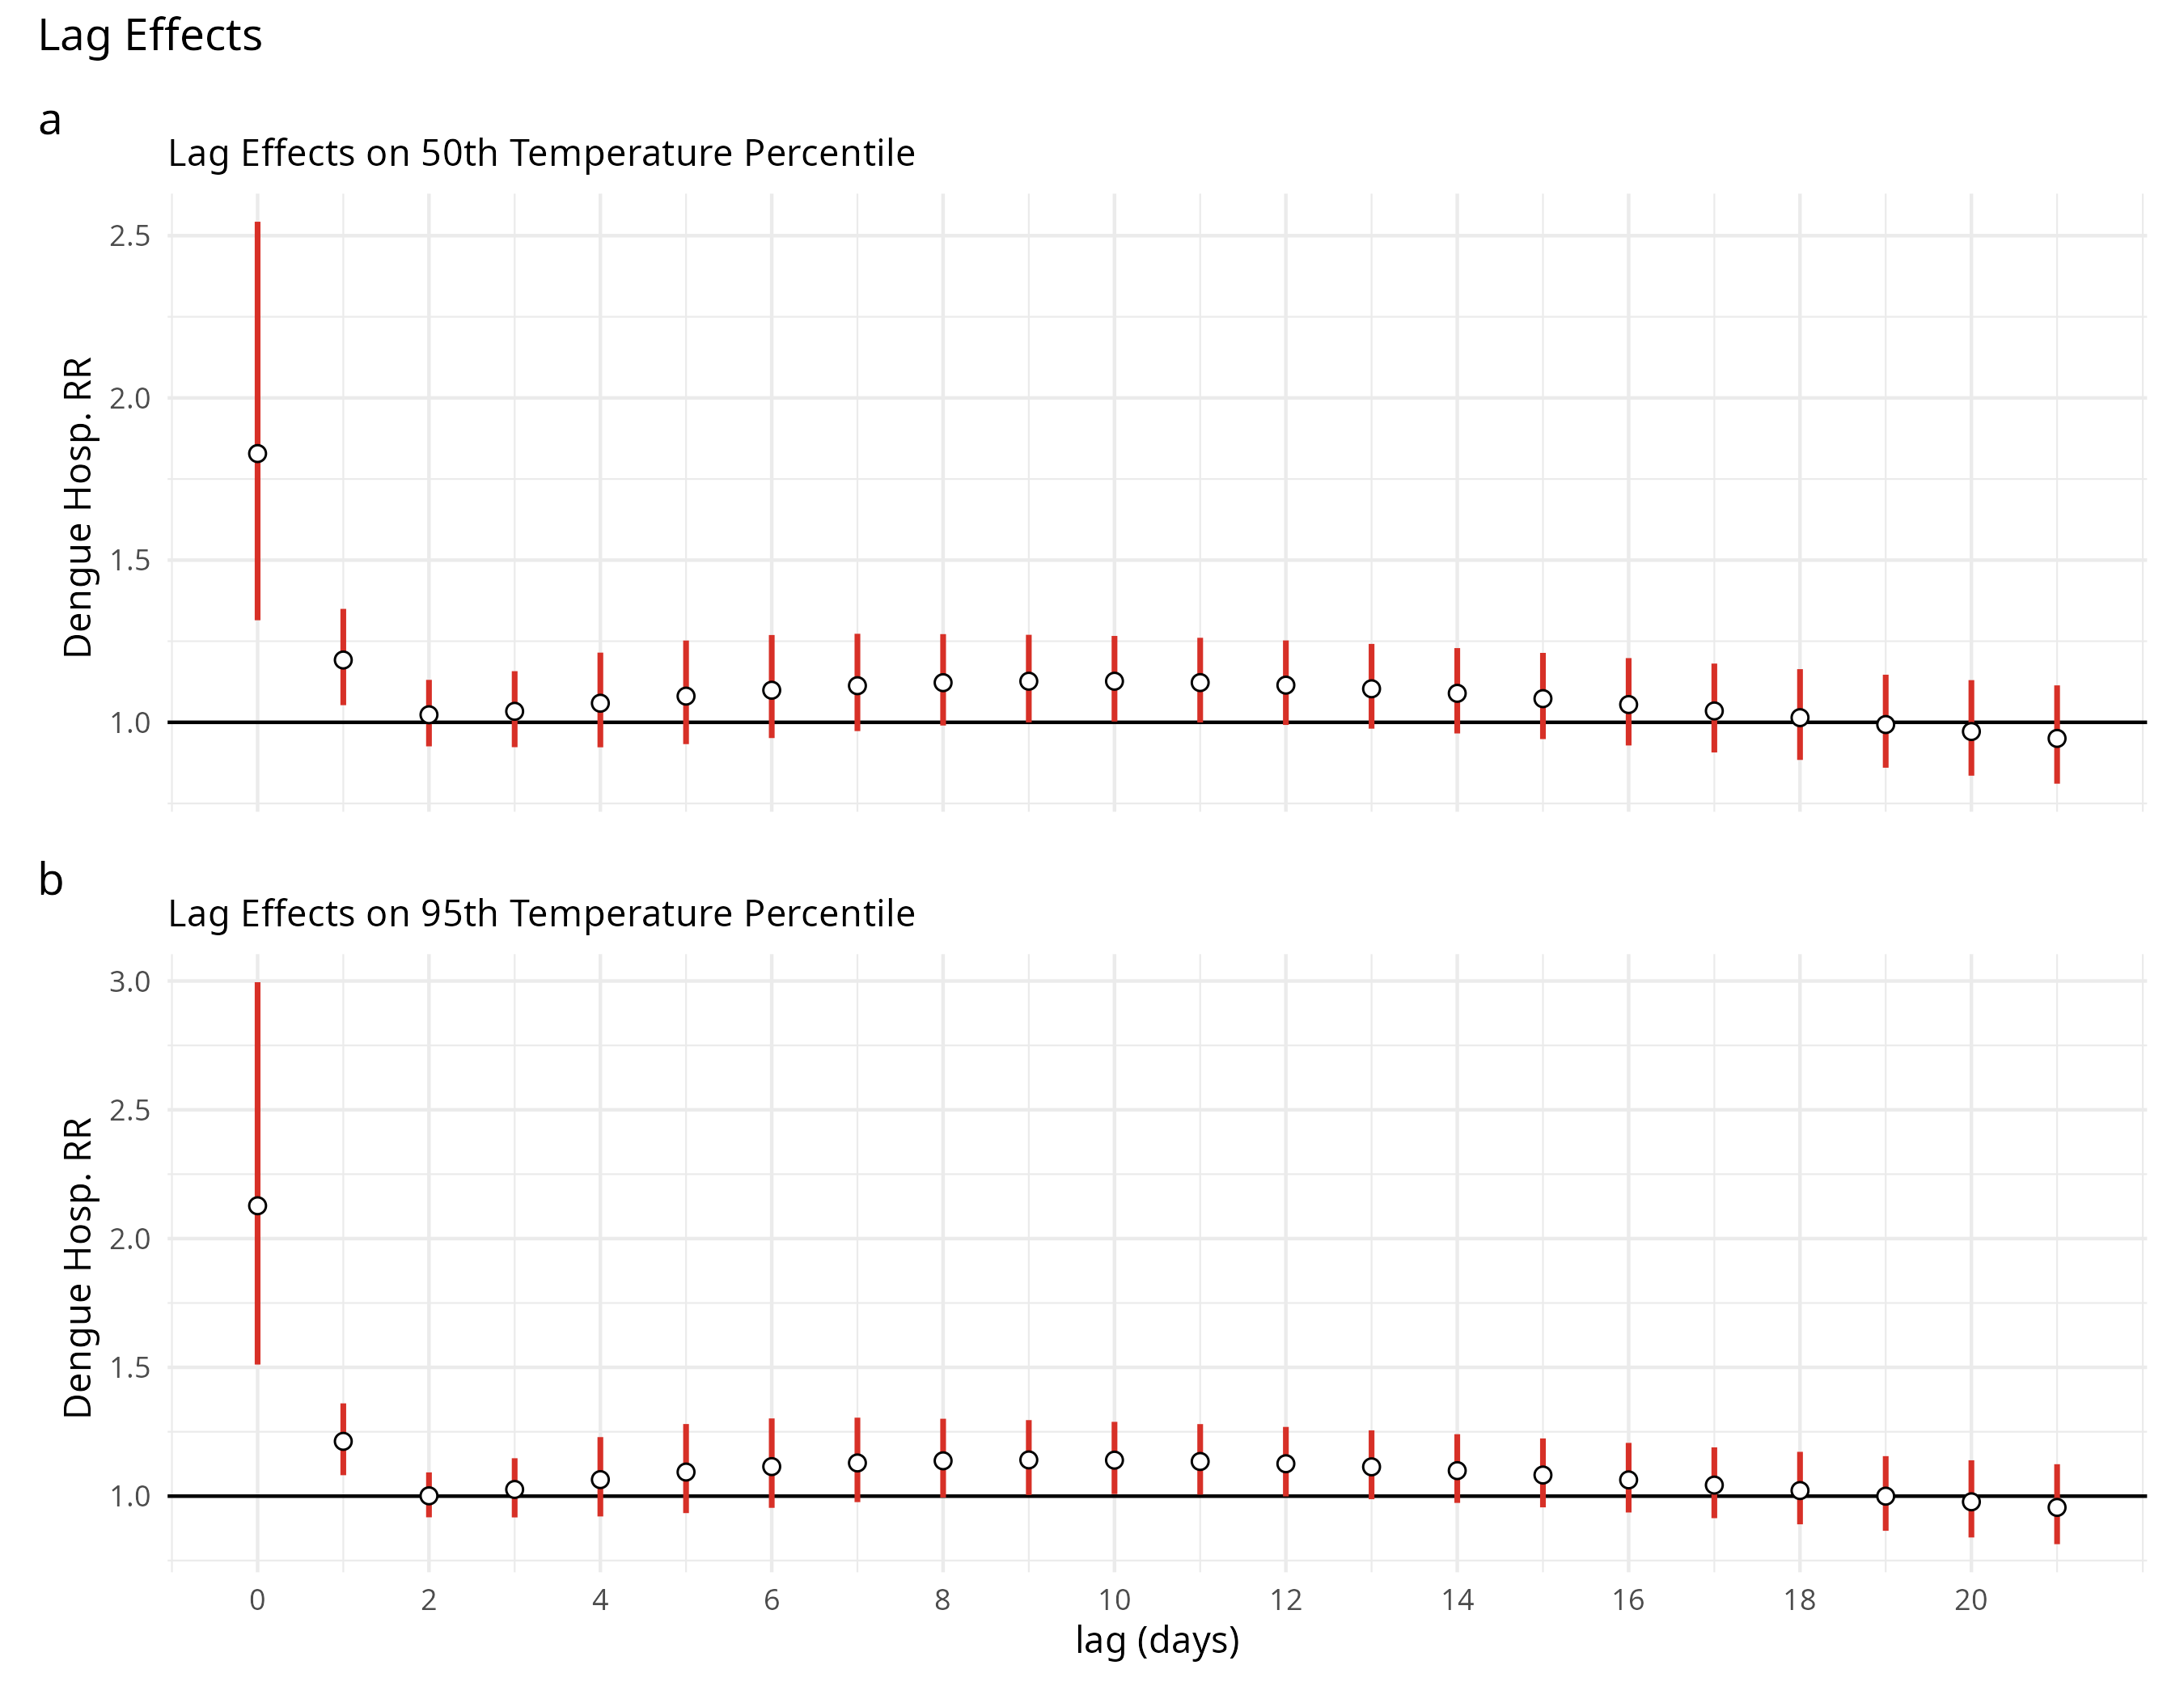 Lag Effects
a
Lag Effects on 50th Temperature Percentile
Dengue Hosp. RR
2.5
2.0
1.5
1.0
b
Lag Effects on 95th Temperature Percentile
Dengue Hosp. RR
3.0
2.5
2.0
1.5
1.0
0 2 4 6 8 10 12 14 16 18 20
lag (days)